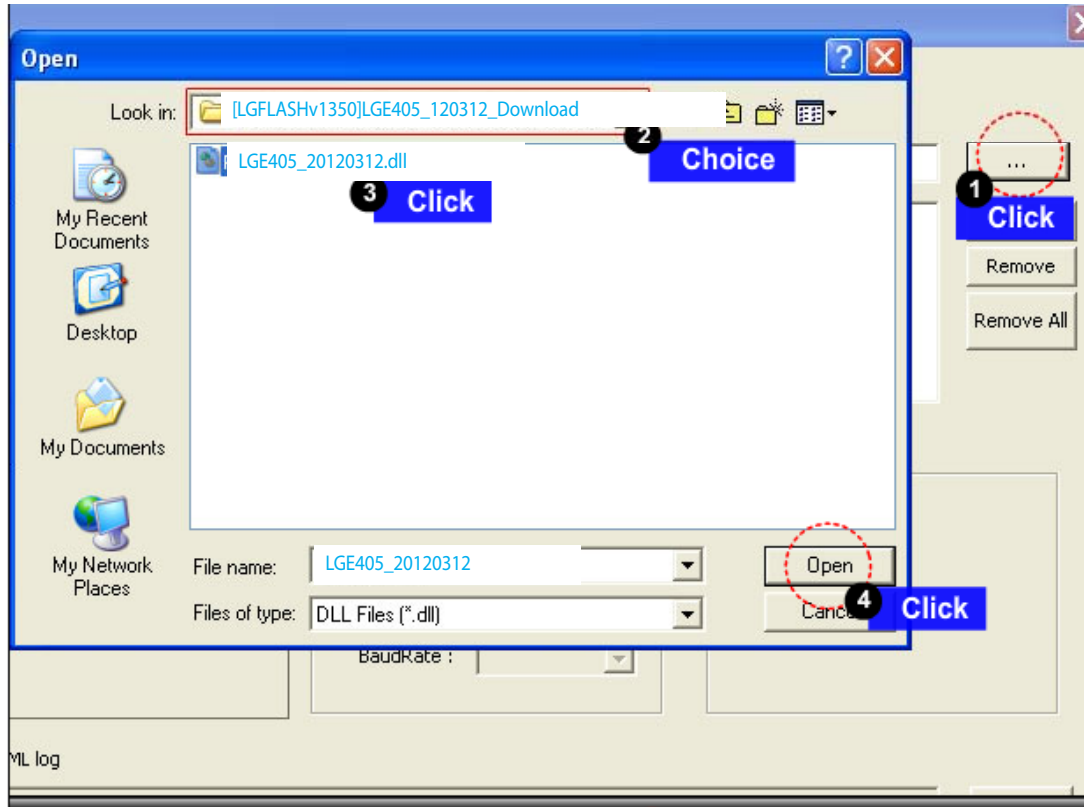 Open
Look in:
[LGFLASHv1350]LGE405_120312_Download
2
Choice
LGE405_20120312.dll
3
Click
...
1
Click
My Recent
Documents
Remove
Desktop
Remove All
My Documents
My Network
Places
File name:
LGE405_20120312
Open
Files of type:
DLL Files (*.dll)
4
Click
BaudRate :
ML log